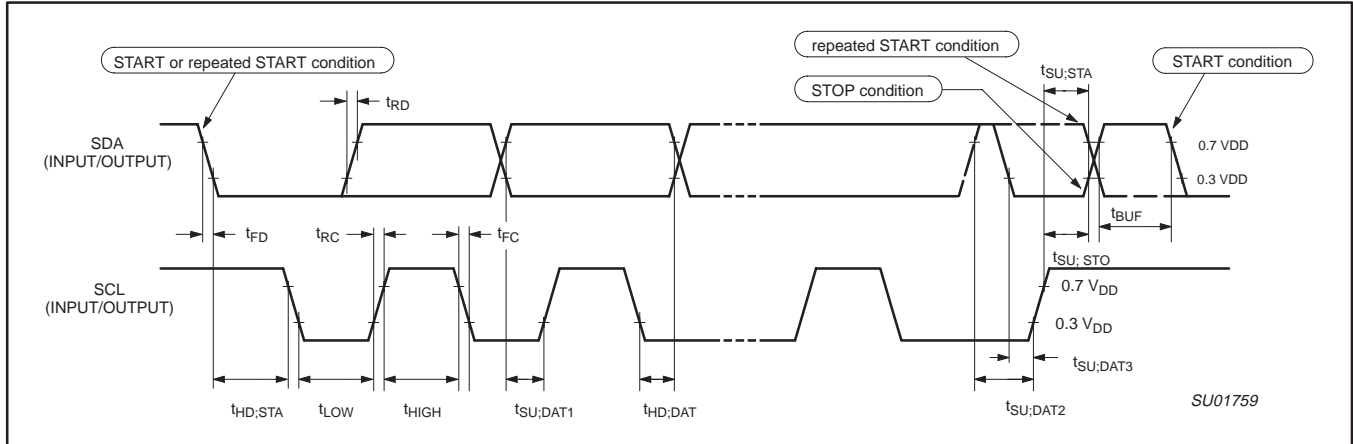 repeated START condition
START or repeated START condition
tSU;STA
START condition
STOP condition
tRD
SDA
(INPUT/OUTPUT)
0.7 VDD
0.3 VDD
tFD
tRC
tFC
tBUF
tSU; STO
SCL
(INPUT/OUTPUT)
0.7 VDD
0.3 VDD
tSU;DAT3
tHD;STA
tLOW
tHIGH
tSU;DAT1
tHD;DAT
tSU;DAT2
SU01759